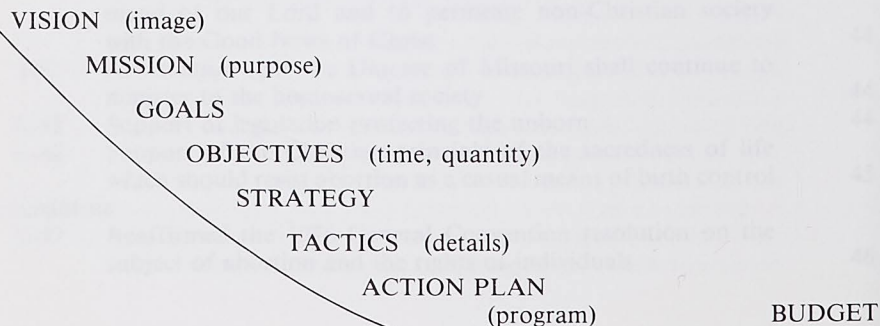 VISION (image)
MISSION (purpose)
GOALS
OBJECTIVES (time, quantity)
STRATEGY
TACTICS (details)
ACTION PLAN
(program) BUDGET